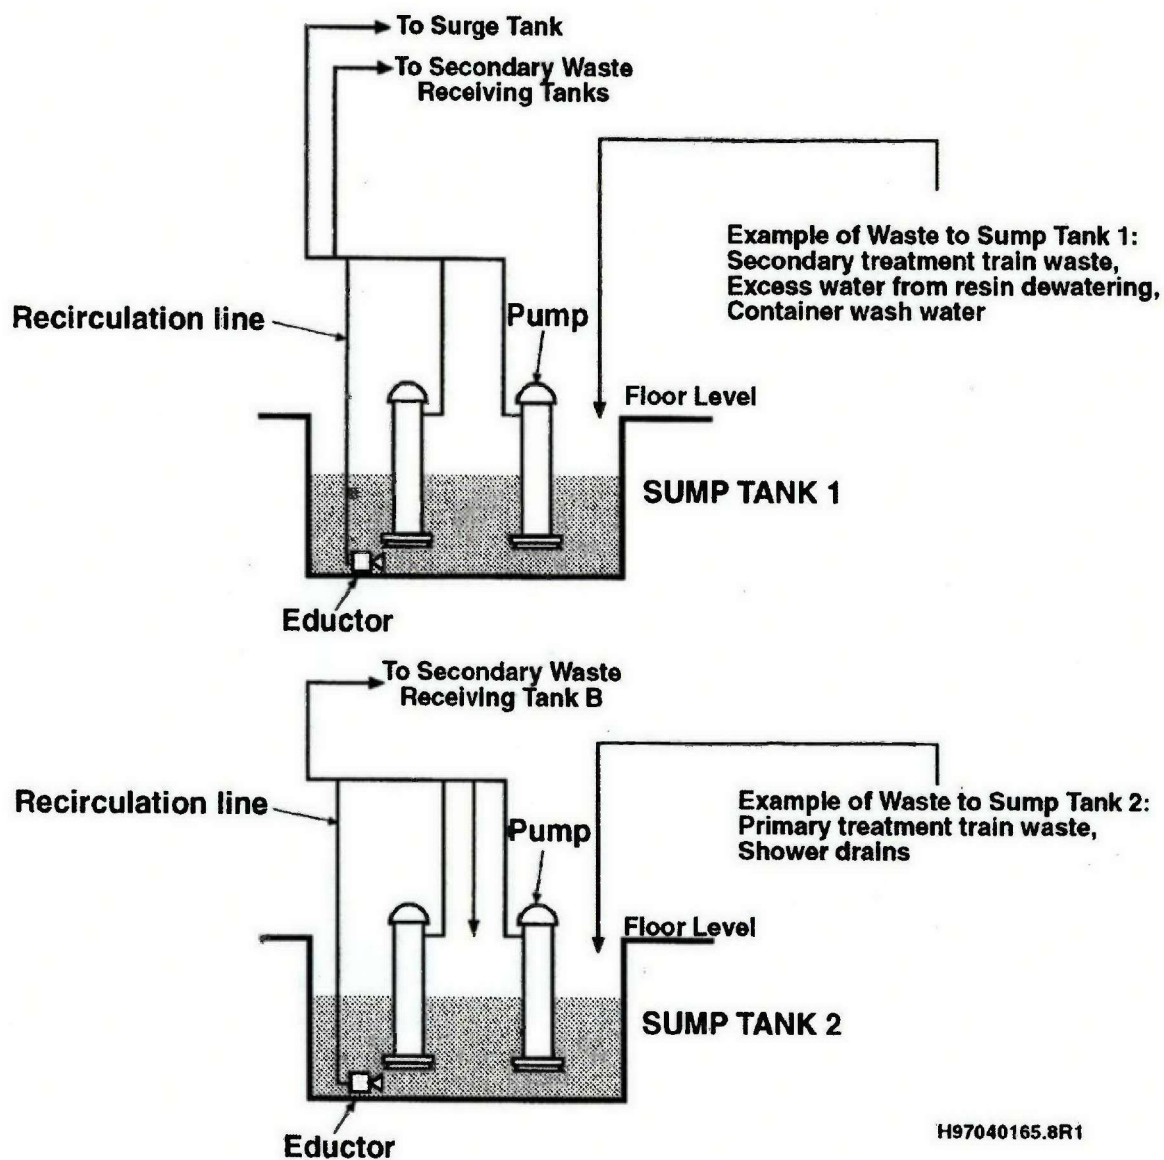 To Surge Tank
To Secondary Waste
Receiving Tanks
Example of Waste to Sump Tank 1:
Secondary treatment train waste,
Excess water from resin dewatering,
Container wash water
Recirculation line
Pump
Floor Level
SUMP TANK 1
Eductor
To Secondary Waste
Receiving Tank B
Recirculation line
Pump
Example of Waste to Sump Tank 2:
Primary treatment train waste,
Shower drains
Floor Level
SUMP TANK 2
Eductor
H97040165.8R1